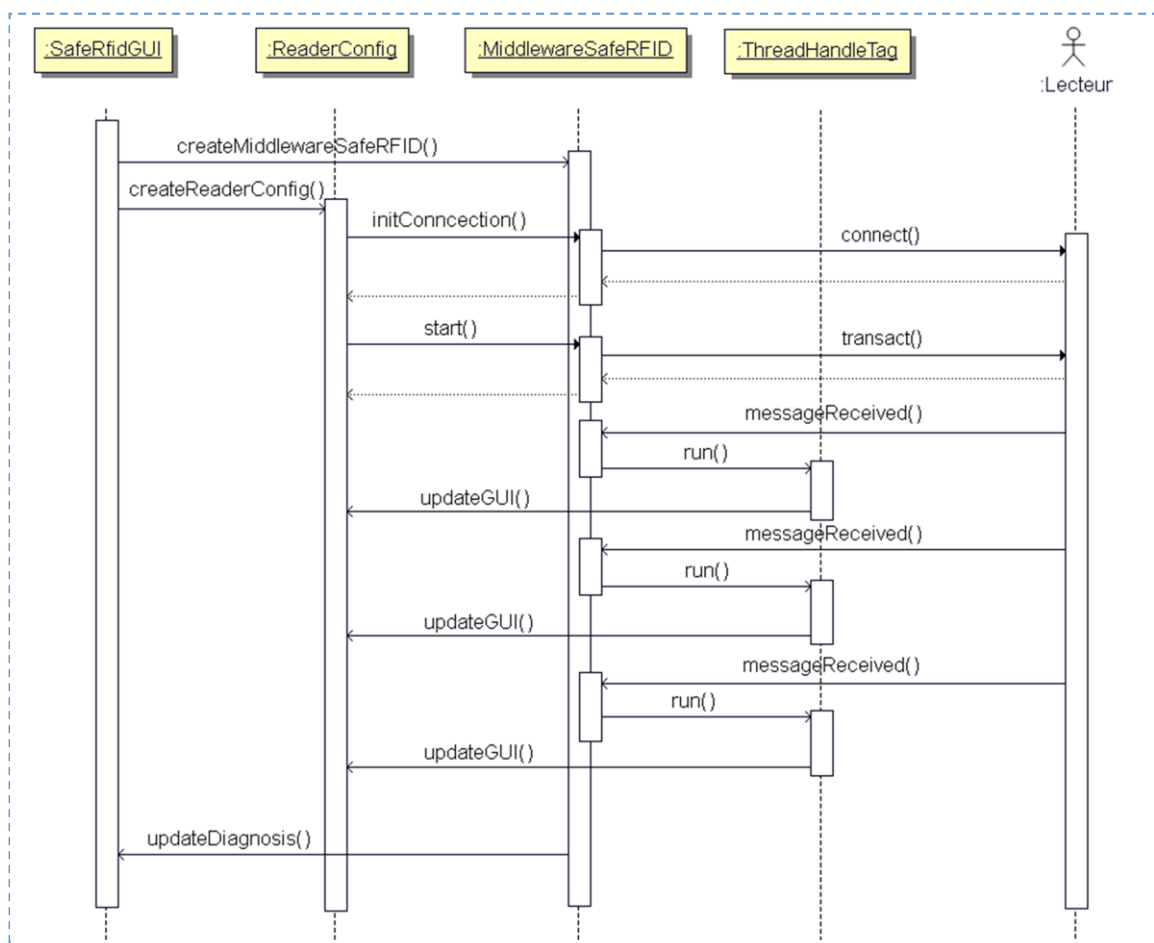 :SafeRfidGUI
:ReaderConfig
:MiddlewareSafeRFID
:ThreadHandleTag
:Lecteur
createMiddlewareSafeRFID()
createReaderConfig()
initConncection()
connect()
start()
transact()
messageReceived()
run()
updateGUI()
messageReceived()
run()
updateGUI()
messageReceived()
run()
updateGUI()
updateDiagnosis()